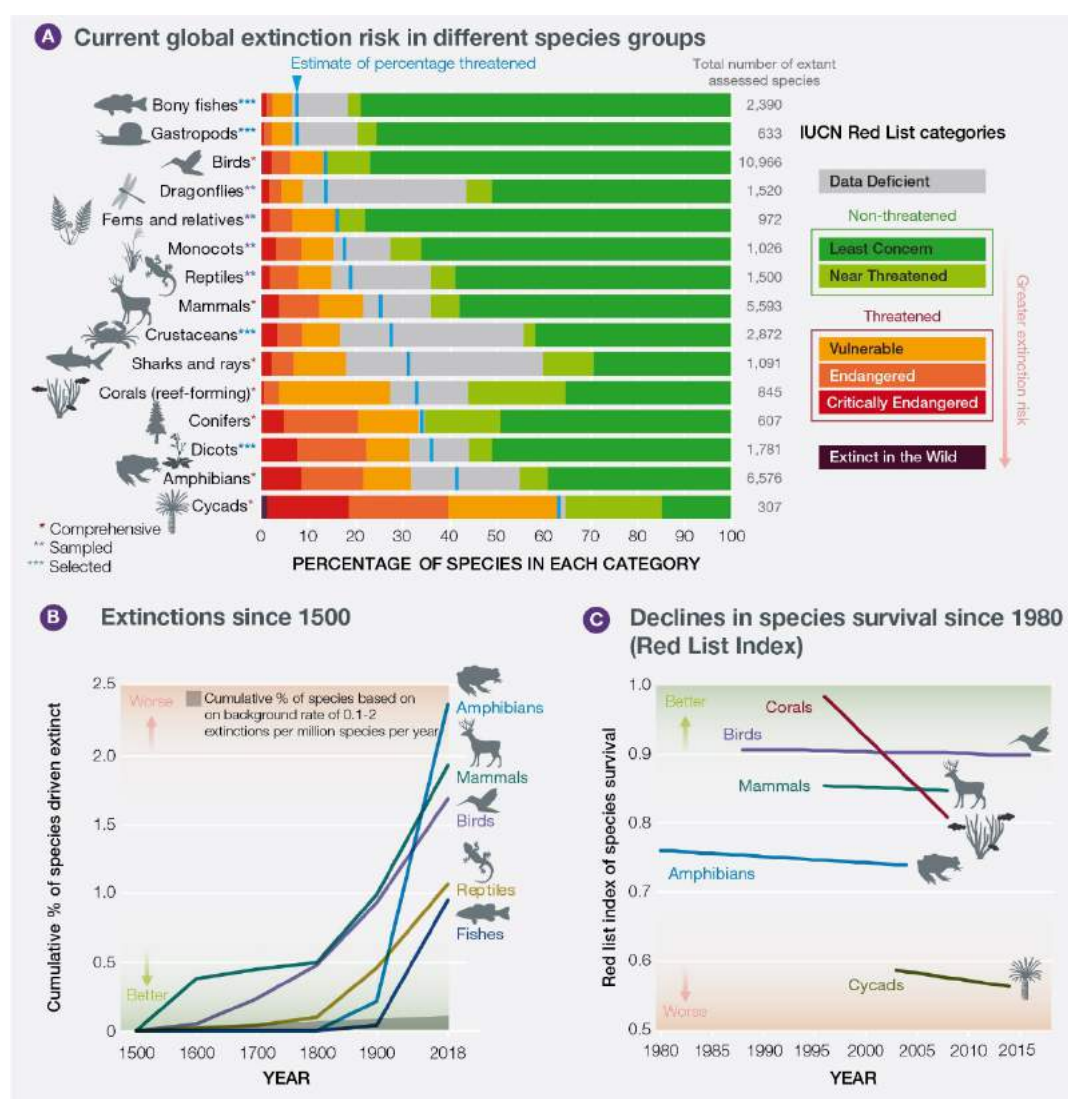 A Current global extinction risk in different species groups
Estimate of percentage threatened
Total number of extant
assessed species
Bony fishes*** 2,390
Gastropods*** 633
Birds* 10,966
Dragonflies** 1,520
Ferns and relatives** 972
Monocots** 1,026
Reptiles** 1,500
Mammals* 5,593
Crustaceans*** 2,872
Sharks and rays* 1,091
Corals (reef-forming)* 845
Conifers* 607
Dicots*** 1,781
Amphibians* 6,576
Cycads* 307
* Comprehensive
** Sampled
*** Selected
0 10 20 30 40 50 60 70 80 90 100
PERCENTAGE OF SPECIES IN EACH CATEGORY
IUCN Red List categories
Data Deficient
Non-threatened
Least Concern
Near Threatened
Threatened
Vulnerable
Endangered
Critically Endangered
Extinct in the Wild
Greater extinction risk
B Extinctions since 1500
Cumulative % of species driven extinct
2.5
2.0
1.5
1.0
0.5
0
Worse
Cumulative % of species based on
on background rate of 0.1-2
extinctions per million species per year
Amphibians
Mammals
Birds
Reptiles
Fishes
Better
1500 1600 1700 1800 1900 2018
YEAR
C Declines in species survival since 1980
(Red List Index)
Red list index of species survival
1.0
0.9
0.8
0.7
0.6
0.5
Better
Corals
Birds
Mammals
Amphibians
Cycads
Worse
1980 1985 1990 1995 2000 2005 2010 2015
YEAR